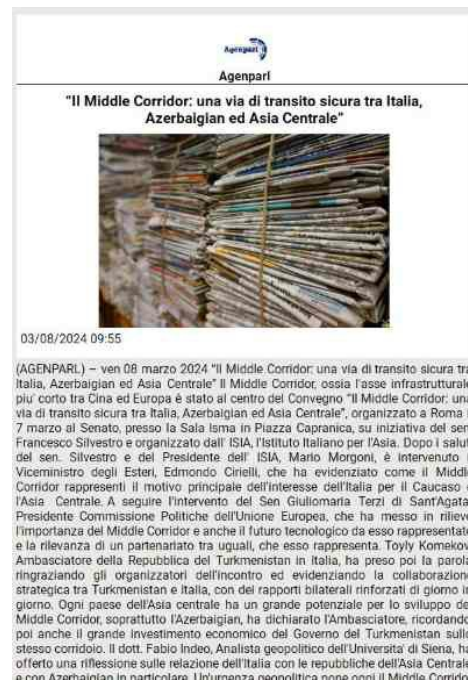 Agenparl
Agenparl
“Il Middle Corridor: una via di transito sicura tra Italia,
Azerbaigian ed Asia Centrale”
03/08/2024 09:55
(AGENPARL) – ven 08 marzo 2024 “Il Middle Corridor: una via di transito sicura tra
Italia, Azerbaigian ed Asia Centrale” Il Middle Corridor, ossia l’asse infrastrutturale
piu’ corto tra Cina ed Europa è stato al centro del Convegno “Il Middle Corridor: una
via di transito sicura tra Italia, Azerbaigian ed Asia Centrale”, organizzato a Roma i
7 marzo al Senato, presso la Sala Isma in Piazza Capranica, su iniziativa del sen
Francesco Silvestro e organizzato dall’ ISIA, l’Istituto Italiano per l’Asia. Dopo i salut
del sen. Silvestro e del Presidente dell’ ISIA, Mario Morgoni, è intervenuto i
Viceministro degli Esteri, Edmondo Cirielli, che ha evidenziato come il Middle
Corridor rappresenti il motivo principale dell’interesse dell’Italia per il Caucaso e
l’Asia Centrale. A seguire l’intervento del Sen Giuliomaria Terzi di Sant’Agata,
Presidente Commissione Politiche dell’Unione Europea, che ha messo in rilievo
l’importanza del Middle Corridor e anche il futuro tecnologico da esso rappresentato
e la rilevanza di un partenariato tra uguali, che esso rappresenta. Toyly Komekov
Ambasciatore della Repubblica del Turkmenistan in Italia, ha preso poi la parola
ringraziando gli organizzatori dell’incontro ed evidenziando la collaborazione
strategica tra Turkmenistan e Italia, con dei rapporti bilaterali rinforzati di giorno in
giorno. Ogni paese dell’Asia centrale ha un grande potenziale per lo sviluppo del
Middle Corridor, soprattutto l’Azerbaigian, ha dichiarato l’Ambasciatore, ricordando
poi anche il grande investimento economico del Governo del Turkmenistan sullo
stesso corridoio. Il dott. Fabio Indeo, Analista geopolitico dell’Universita’ di Siena, ha
offerto una riflessione sulle relazione dell’Italia con le repubbliche dell’Asia Centrale
e con Azerbaigian in particolare. Un’urgenza geopolitica pone oggi il Middle Corridor